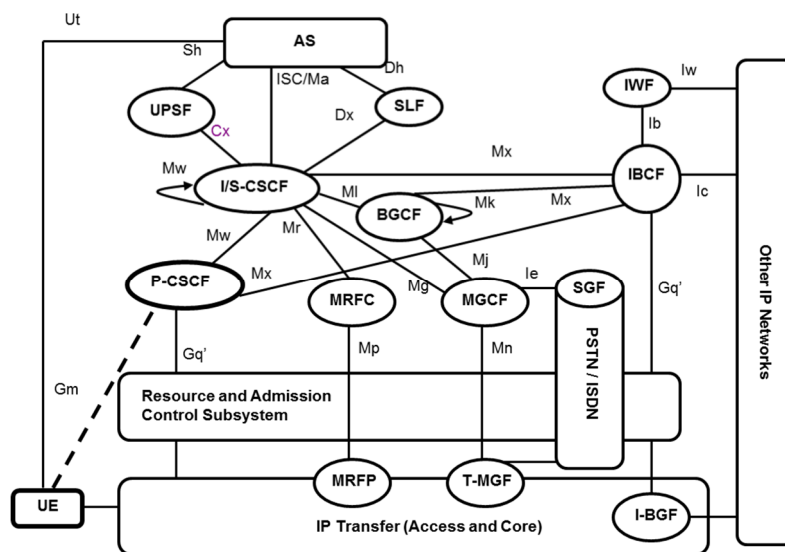 Ut
AS
Sh
ISC/Ma
Dh
IWF
Iw
UPSF
SLF
Cx
Dx
Ib
Mx
Mw
I/S-CSCF
Ml
IBCF
Ic
BGCF
Mk
Mx
Mw
Mr
Mj
P-CSCF
Mx
Mg
Ie
SGF
Gq’
MRFC
MGCF
Other IP Networks
PSTN / ISDN
Gq’
Mp
Mn
Gm
Resource and Admission
Control Subsystem
MRFP
T-MGF
UE
IP Transfer (Access and Core)
I-BGF